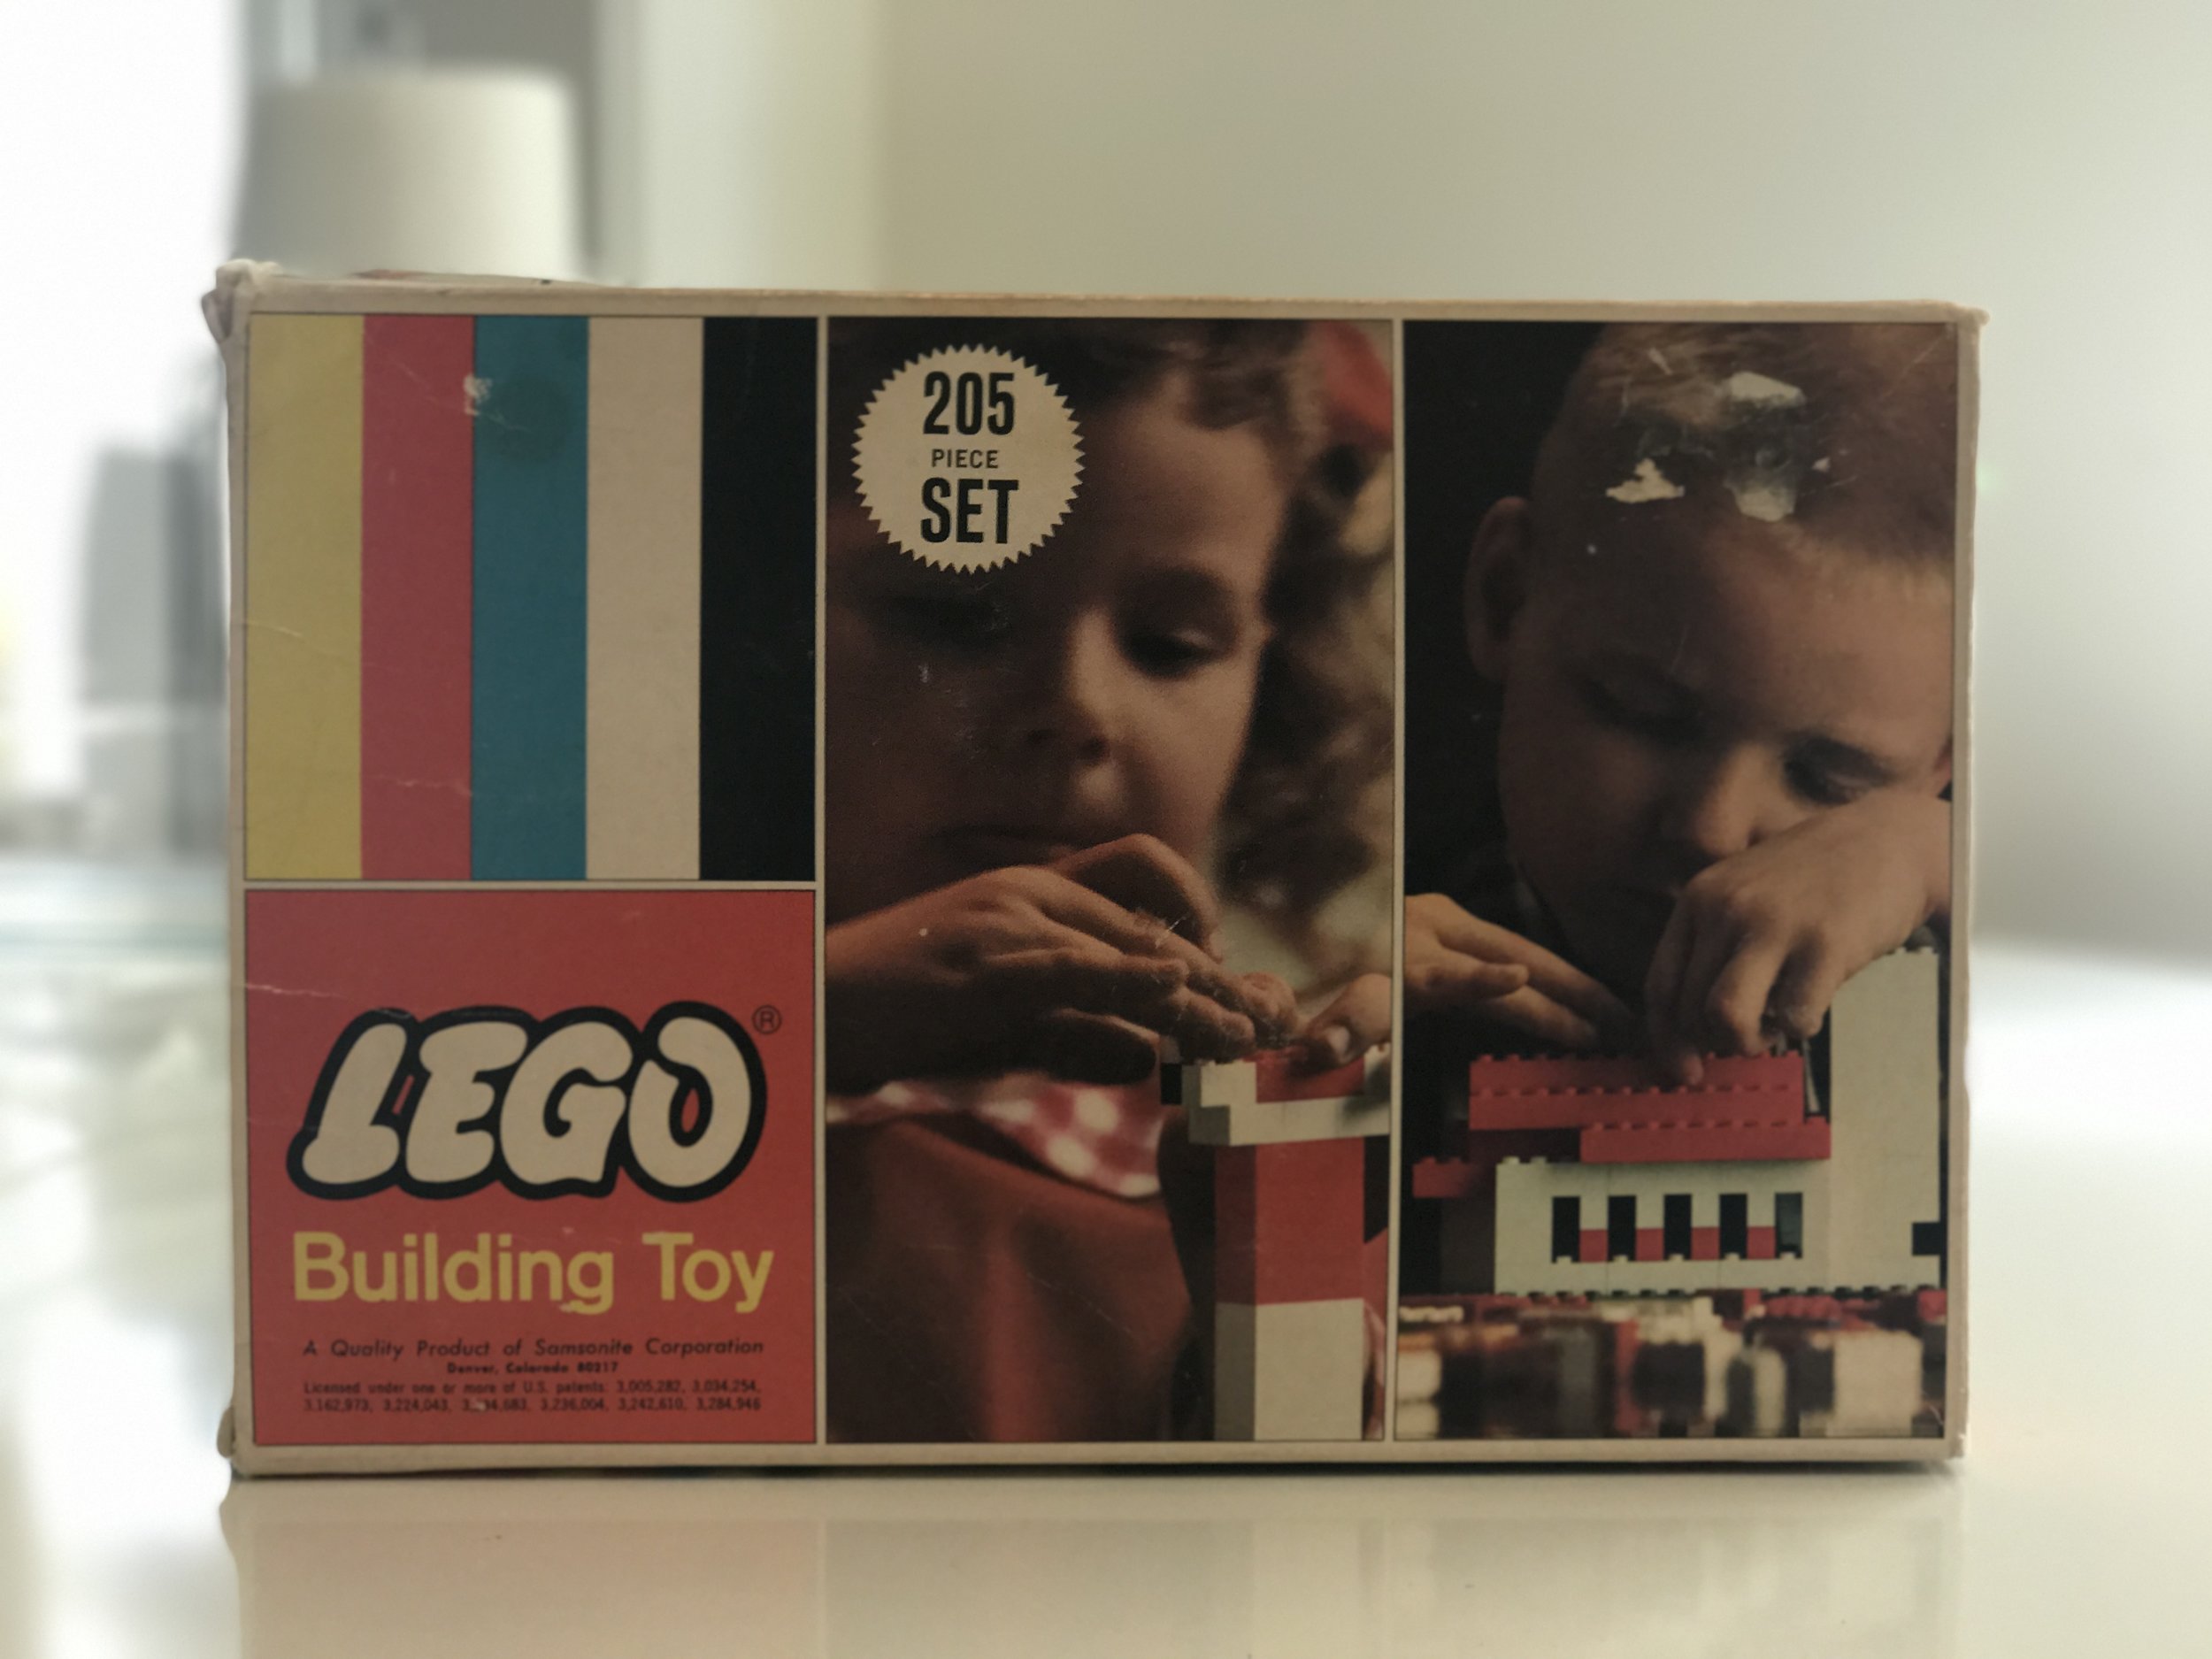 205
PIECE
SET
LEGO®
Building Toy
A Quality Product of Samsonite Corporation
Denver, Colorado 80217
Licensed under one or more of U.S. patents: 3,005,282, 3,034,254,
3,162,973, 3,224,043, 3,236,004, 3,242,610, 3,284,946